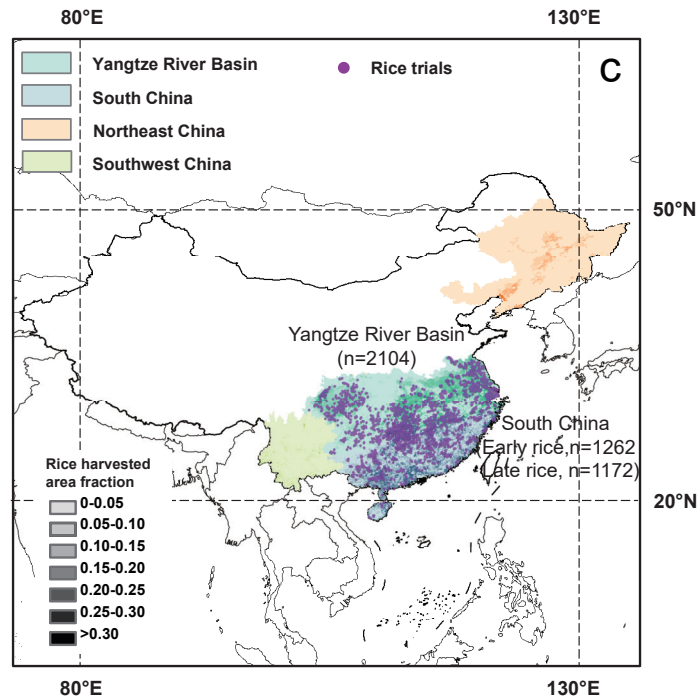 80°E
130°E
Yangtze River Basin
Rice trials
C
South China
Northeast China
Southwest China
50°N
Yangtze River Basin
(n=2104)
South China
(Early rice,n=1262
(Late rice, n=1172)
Rice harvested
area fraction
0-0.05
0.05-0.10
0.10-0.15
0.15-0.20
0.20-0.25
0.25-0.30
>0.30
20°N
80°E
130°E